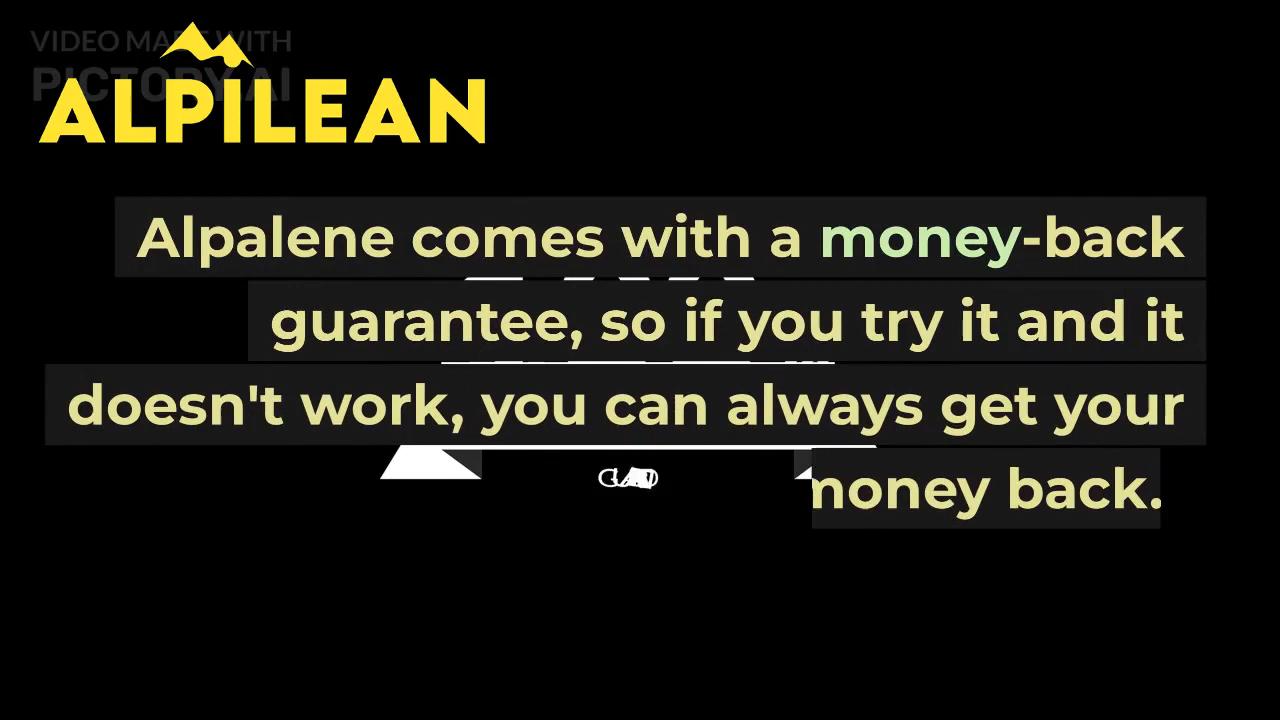 VIDEO MADE WITH
PICTORY.AI
ALPILEAN
Alpalene comes with a money-back
guarantee, so if you try it and it
doesn't work, you can always get your
money back.